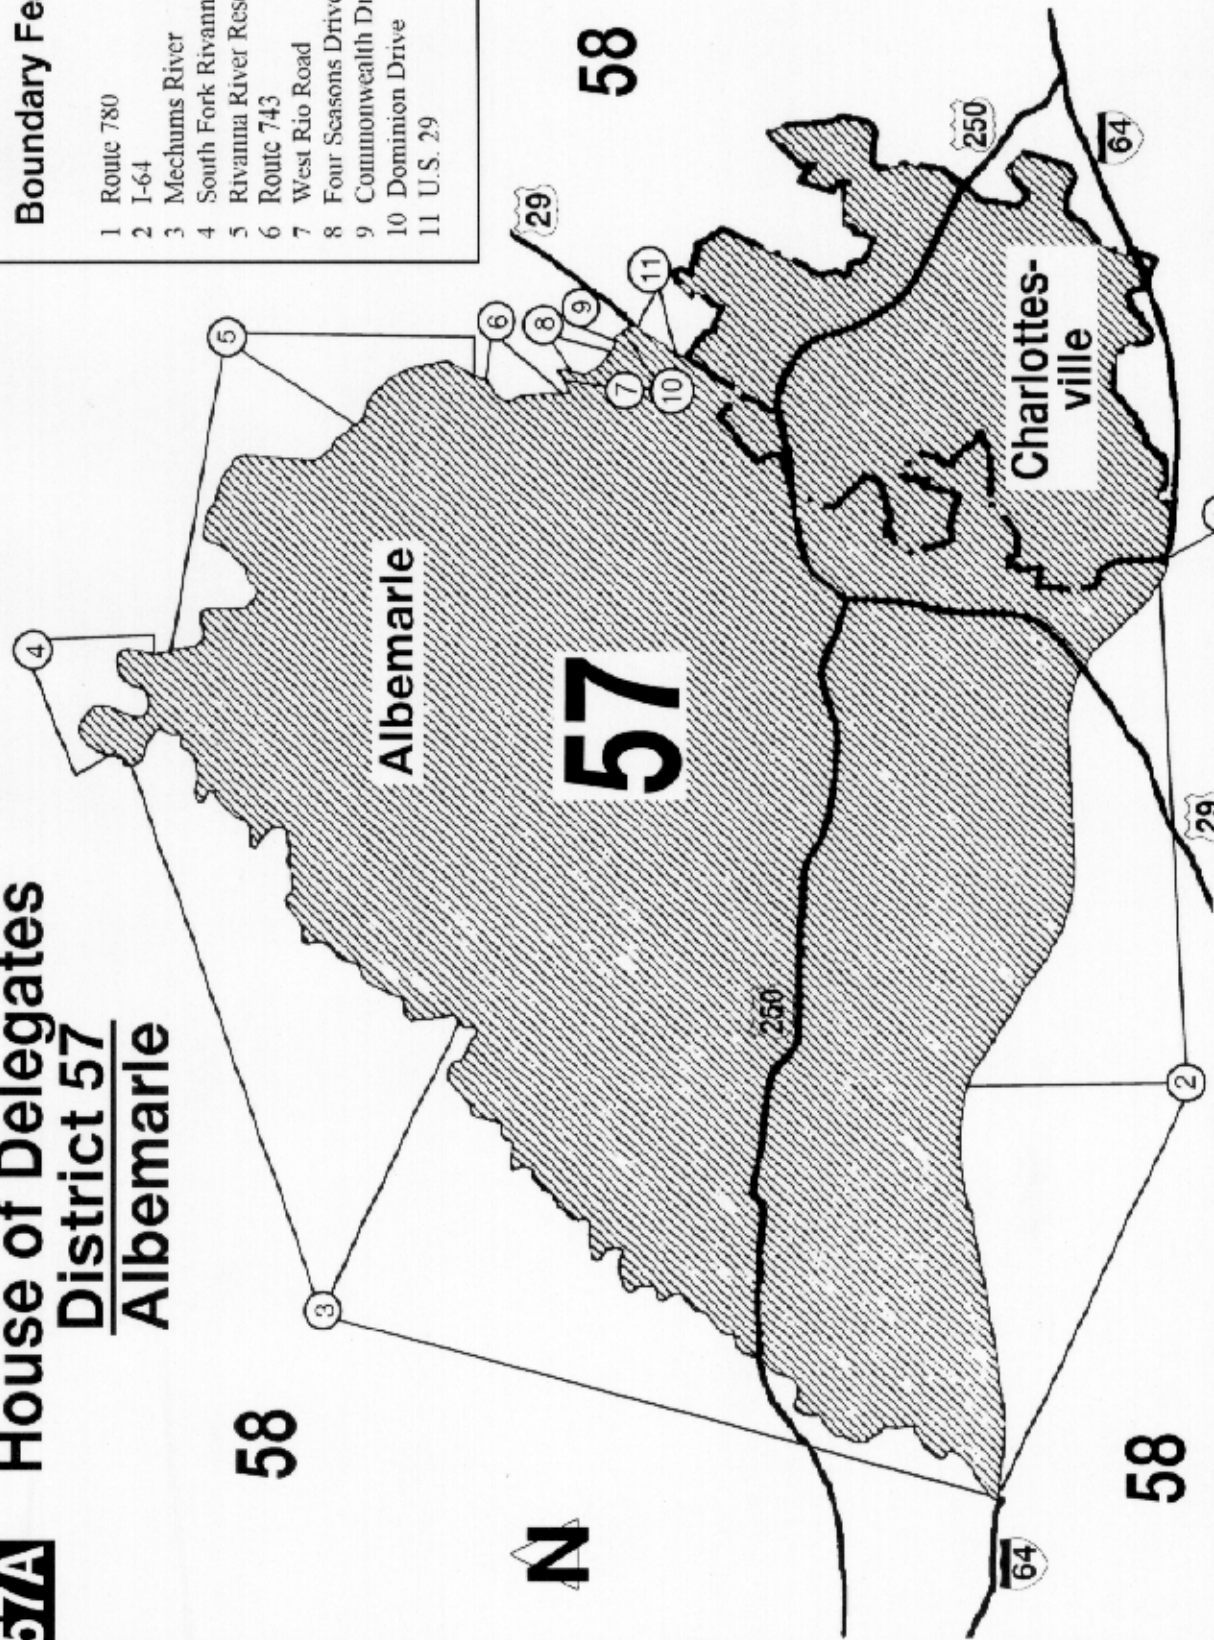 57A House of Delegates
District 57
Albemarle
Boundary Fe
1 Route 780
2 I-64
3 Mechums River
4 South Fork Rivann
5 Rivanna River Res
6 Route 743
7 West Rio Road
8 Four Seasons Drive
9 Commonwealth Dr
10 Dominion Drive
11 U.S. 29
4
5
6
8
9
11
7
10
29
58
3
58
Albemarle
57
250
250
64
Charlottes-
ville
N
64
58
2
29